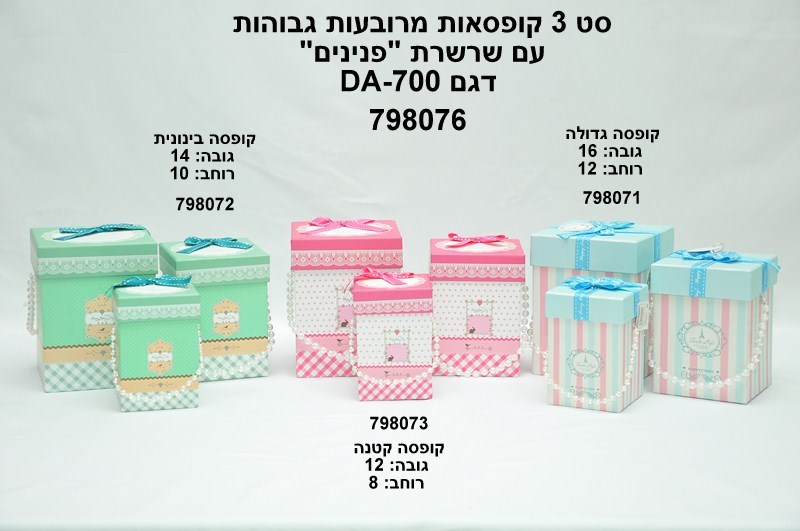 סט 3 קופסאות מרובעות גבוהות
עם שרשרת "פנינים"
דגם DA-700
798076
קופסה גדולה
גובה: 16
רוחב: 12
798071
קופסה בינונית
גובה: 14
רוחב: 10
798072
798073
קופסה קטנה
גובה: 12
רוחב: 8